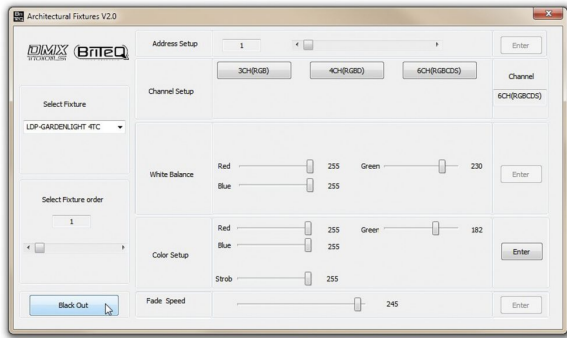 Architectural Fixtures V2.0
DMX
BRITEQ
Select Fixture
LDP-GARDENLIGHT 4TC
Select Fixture order
1
Black Out
Address Setup
1
Enter
Channel Setup
3CH(RGB)
4CH(RGBD)
6CH(RGBCDS)
Channel
6CH(RGBCDS)
White Balance
Red
255
Green
230
Blue
255
Enter
Color Setup
Red
255
Green
182
Blue
255
Strob
255
Enter
Fade Speed
245
Enter